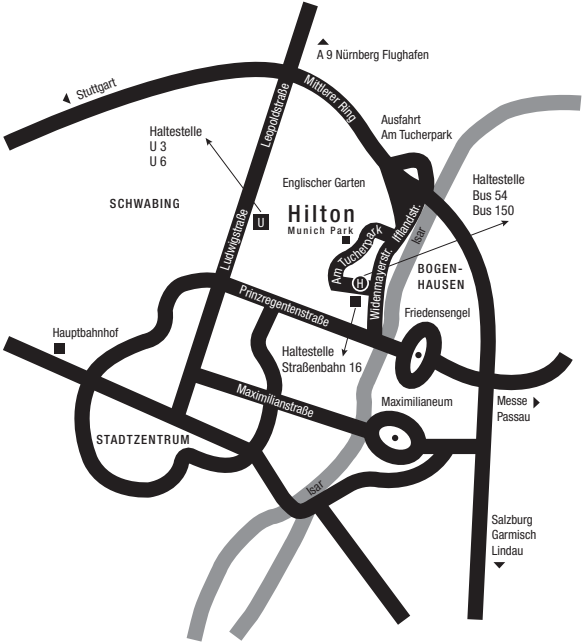 A 9 Nürnberg Flughafen
Stuttgart
Mittlerer Ring
Leopoldstraße
Ausfahrt
Am Tucherpark
Haltestelle
U 3
U 6
Englischer Garten
Haltestelle
Bus 54
Bus 150
SCHWABING
Hilton
Munich Park
U
Ludwigstraße
Am Tucherpark
Ifflandstr.
Isar
H
Widenmayerstr.
BOGEN-
HAUSEN
Prinzregentenstraße
Friedensengel
Hauptbahnhof
Haltestelle
Straßenbahn 16
Maximilianstraße
Maximilianeum
Messe
Passau
STADTZENTRUM
Isar
Salzburg
Garmisch
Lindau